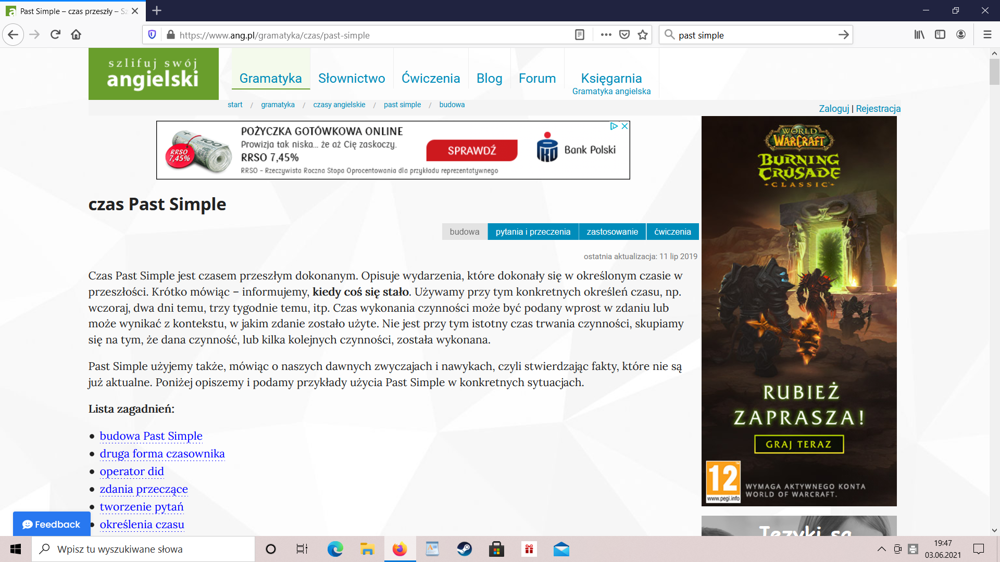 Past Simple – czas przeszły – Sz
https://www.ang.pl/gramatyka/czas/past-simple
past simple
szlifuj swój
angielski
Gramatyka
Słownictwo
Ćwiczenia
Blog
Forum
Księgarnia
Gramatyka angielska
start / gramatyka / czasy angielskie / past simple / budowa
Zaloguj | Rejestracja
RRSO
7,45%
100
POŻYCZKA GOTÓWKOWA ONLINE
Prowizja tak niska... że aż Cię zaskoczy.
RRSO 7,45%
RRSO – Rzeczywista Roczna Stopa Oprocentowania dla przykładu reprezentatywnego
SPRAWDŹ
PKO
Bank Polski
WORLD
WARCRAFT
BURNING
CRUSADE
CLASSIC
RUBIEŻ
ZAPRASZA!
GRAJ TERAZ
12
www.pegi.info
WYMAGA AKTYWNEGO KONTA
WORLD OF WARCRAFT.
czas Past Simple
budowa
pytania i przeczenia
zastosowanie
ćwiczenia
ostatnia aktualizacja: 11 lip 2019
Czas Past Simple jest czasem przeszłym dokonanym. Opisuje wydarzenia, które dokonały się w określonym czasie w
przeszłości. Krótko mówiąc – informujemy, kiedy coś się stało. Używamy przy tym konkretnych określeń czasu, np.
wczoraj, dwa dni temu, trzy tygodnie temu, itp. Czas wykonania czynności może być podany wprost w zdaniu lub
może wynikać z kontekstu, w jakim zdanie zostało użyte. Nie jest przy tym istotny czas trwania czynności, skupiamy
się na tym, że dana czynność, lub kilka kolejnych czynności, została wykonana.
Past Simple użyjemy także, mówiąc o naszych dawnych zwyczajach i nawykach, czyli stwierdzając fakty, które nie są
już aktualne. Poniżej opiszemy i podamy przykłady użycia Past Simple w konkretnych sytuacjach.
Lista zagadnień:
• budowa Past Simple
• druga forma czasownika
• operator did
• zdania przeczące
• tworzenie pytań
• określenia czasu
Języki są
Feedback
Wpisz tu wyszukiwane słowa
19:47
03.06.2021